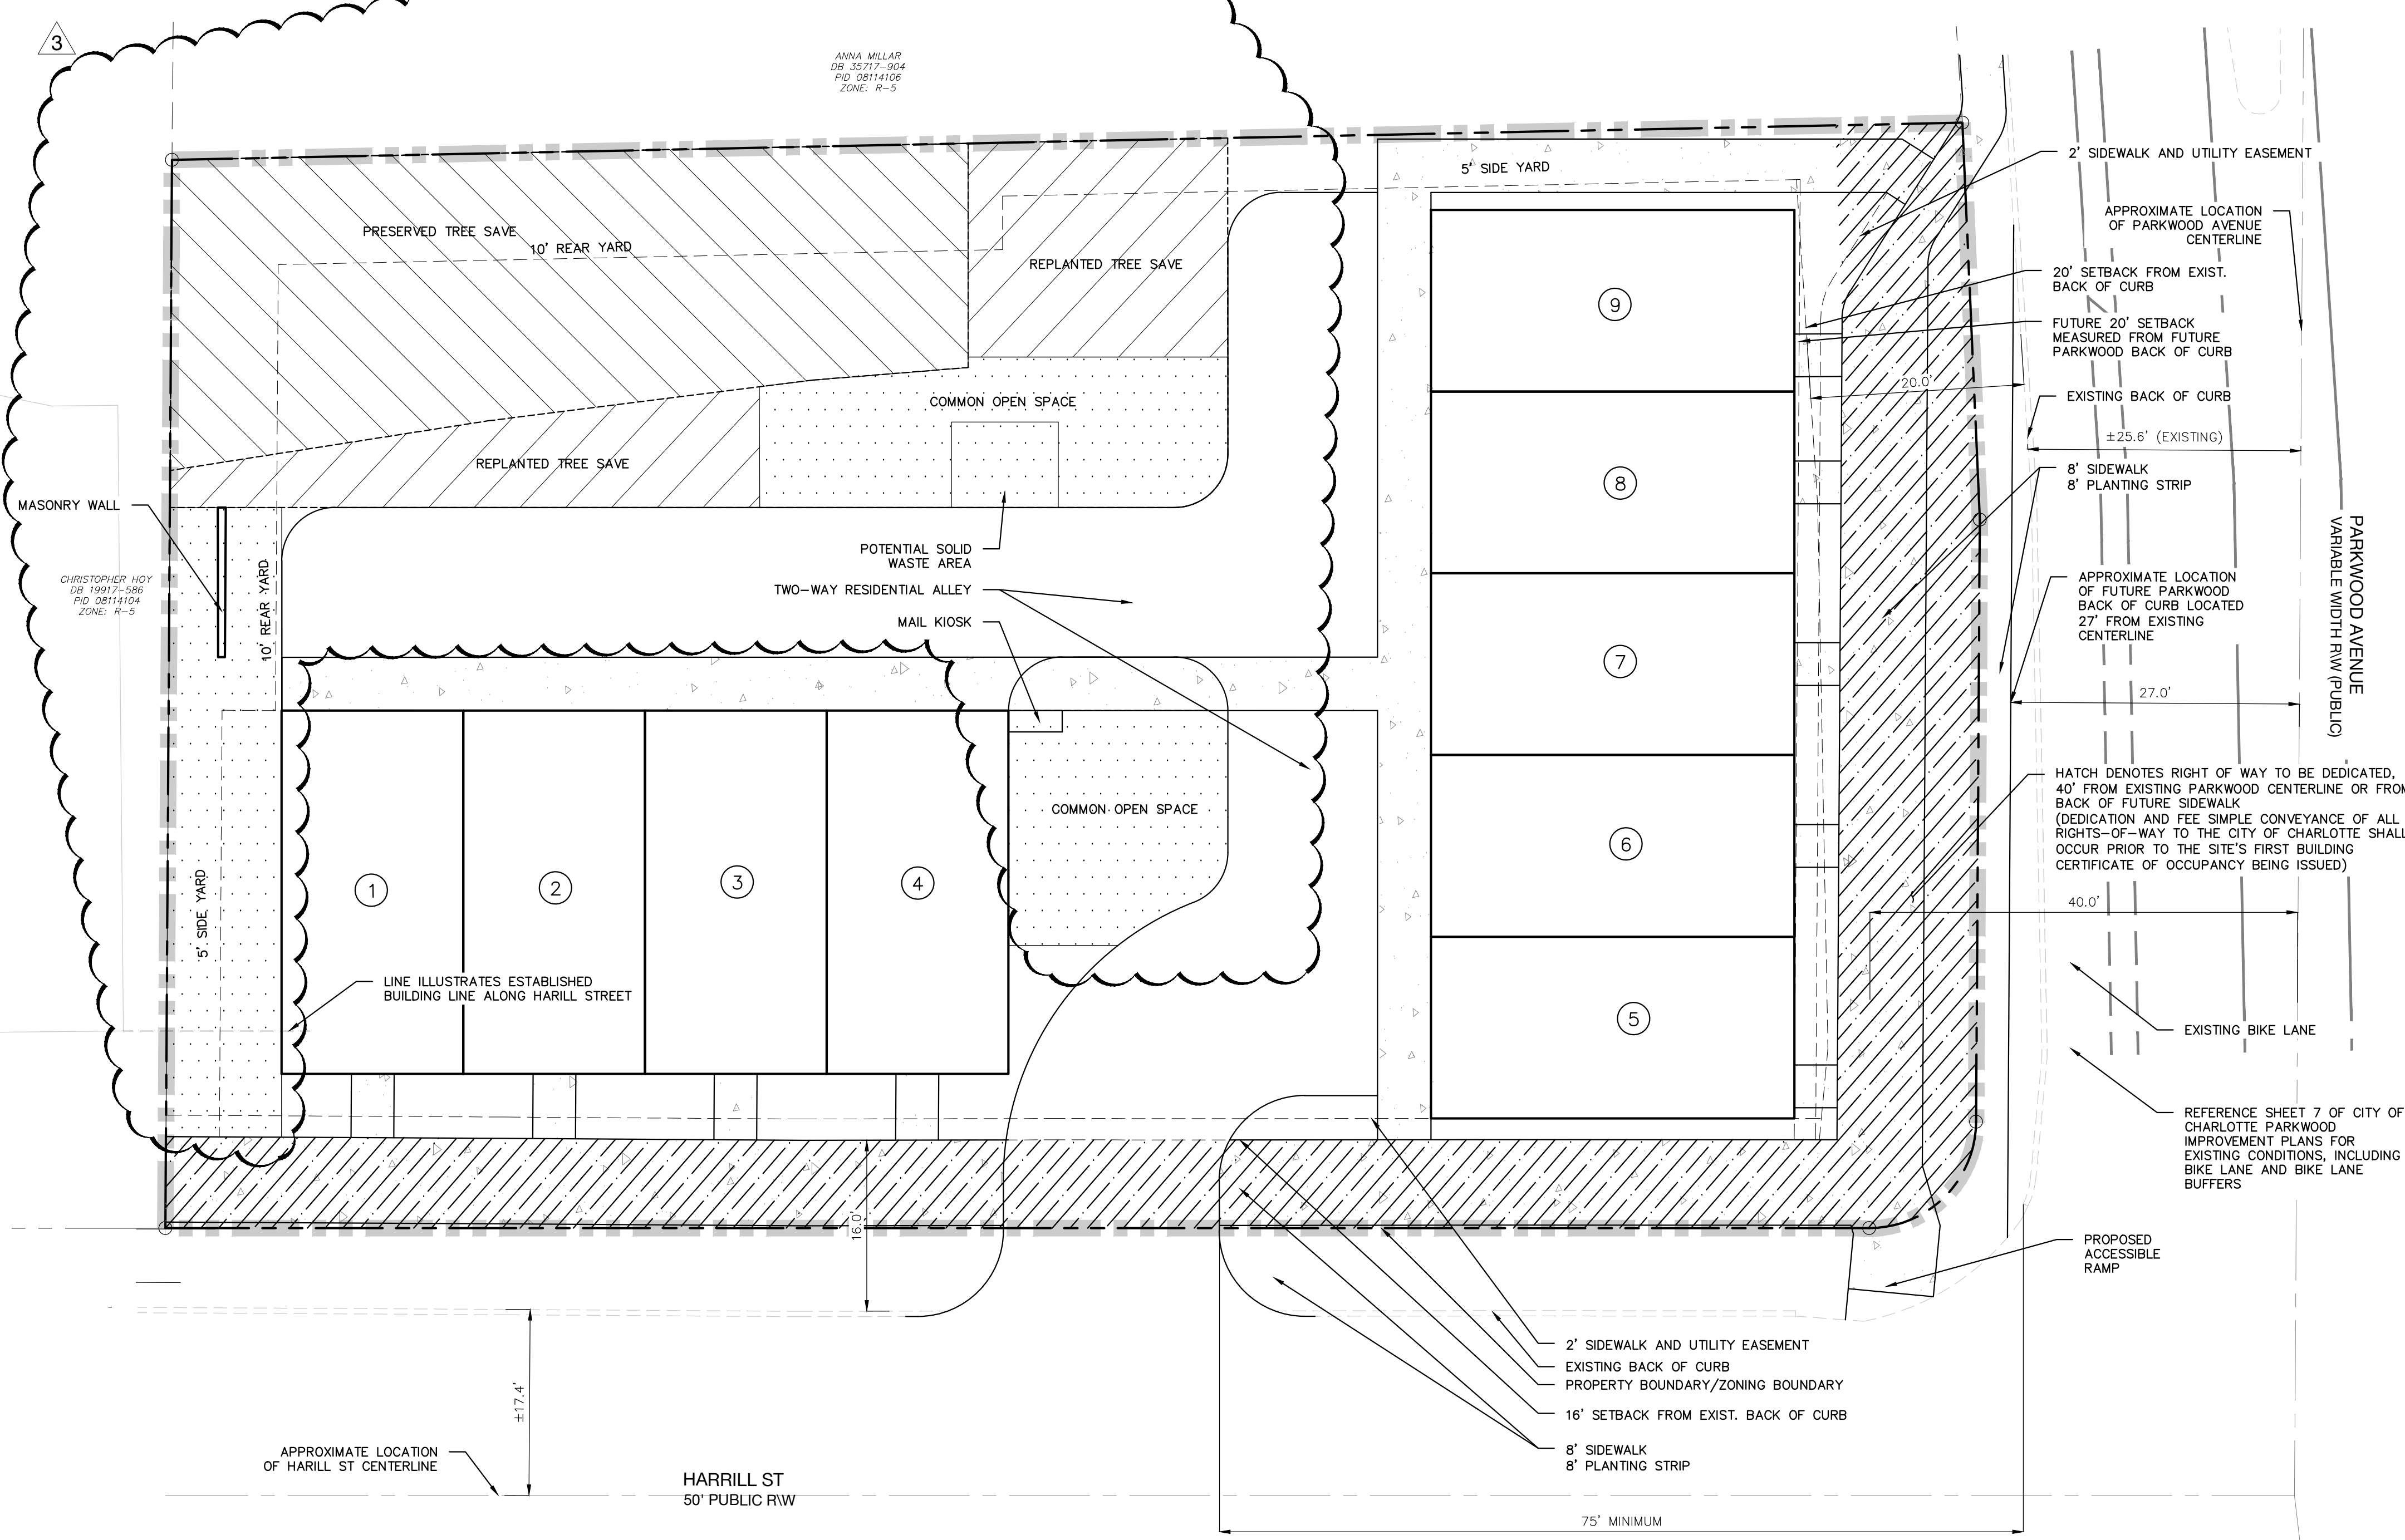 3
ANNA MILLAR
DB 35717-904
PID 08114106
ZONE: R-5
5' SIDE YARD
2' SIDEWALK AND UTILITY EASEMENT
APPROXIMATE LOCATION
OF PARKWOOD AVENUE
CENTERLINE
PRESERVED TREE SAVE
10' REAR YARD
REPLANTED TREE SAVE
9
20' SETBACK FROM EXIST.
BACK OF CURB
FUTURE 20' SETBACK
MEASURED FROM FUTURE
PARKWOOD BACK OF CURB
20.0'
EXISTING BACK OF CURB
COMMON OPEN SPACE
±25.6' (EXISTING)
REPLANTED TREE SAVE
8
8' SIDEWALK
8' PLANTING STRIP
MASONRY WALL
PARKWOOD AVENUE
VARIABLE WIDTH R\W (PUBLIC)
POTENTIAL SOLID
WASTE AREA
CHRISTOPHER HOY
DB 19917-586
PID 08114104
ZONE: R-5
10' REAR YARD
TWO-WAY RESIDENTIAL ALLEY
MAIL KIOSK
APPROXIMATE LOCATION
OF FUTURE PARKWOOD
BACK OF CURB LOCATED
27' FROM EXISTING
CENTERLINE
7
27.0'
HATCH DENOTES RIGHT OF WAY TO BE DEDICATED,
40' FROM EXISTING PARKWOOD CENTERLINE OR FROM
BACK OF FUTURE SIDEWALK
(DEDICATION AND FEE SIMPLE CONVEYANCE OF ALL
RIGHTS-OF-WAY TO THE CITY OF CHARLOTTE SHALL
OCCUR PRIOR TO THE SITE'S FIRST BUILDING
CERTIFICATE OF OCCUPANCY BEING ISSUED)
COMMON OPEN SPACE
6
1
2
3
4
5' SIDE YARD
40.0'
LINE ILLUSTRATES ESTABLISHED
BUILDING LINE ALONG HARILL STREET
5
EXISTING BIKE LANE
REFERENCE SHEET 7 OF CITY OF
CHARLOTTE PARKWOOD
IMPROVEMENT PLANS FOR
EXISTING CONDITIONS, INCLUDING
BIKE LANE AND BIKE LANE
BUFFERS
16.0'
PROPOSED
ACCESSIBLE
RAMP
2' SIDEWALK AND UTILITY EASEMENT
EXISTING BACK OF CURB
PROPERTY BOUNDARY/ZONING BOUNDARY
16' SETBACK FROM EXIST. BACK OF CURB
8' SIDEWALK
8' PLANTING STRIP
±17.4'
APPROXIMATE LOCATION
OF HARILL ST CENTERLINE
HARRILL ST
50' PUBLIC R\W
75' MINIMUM